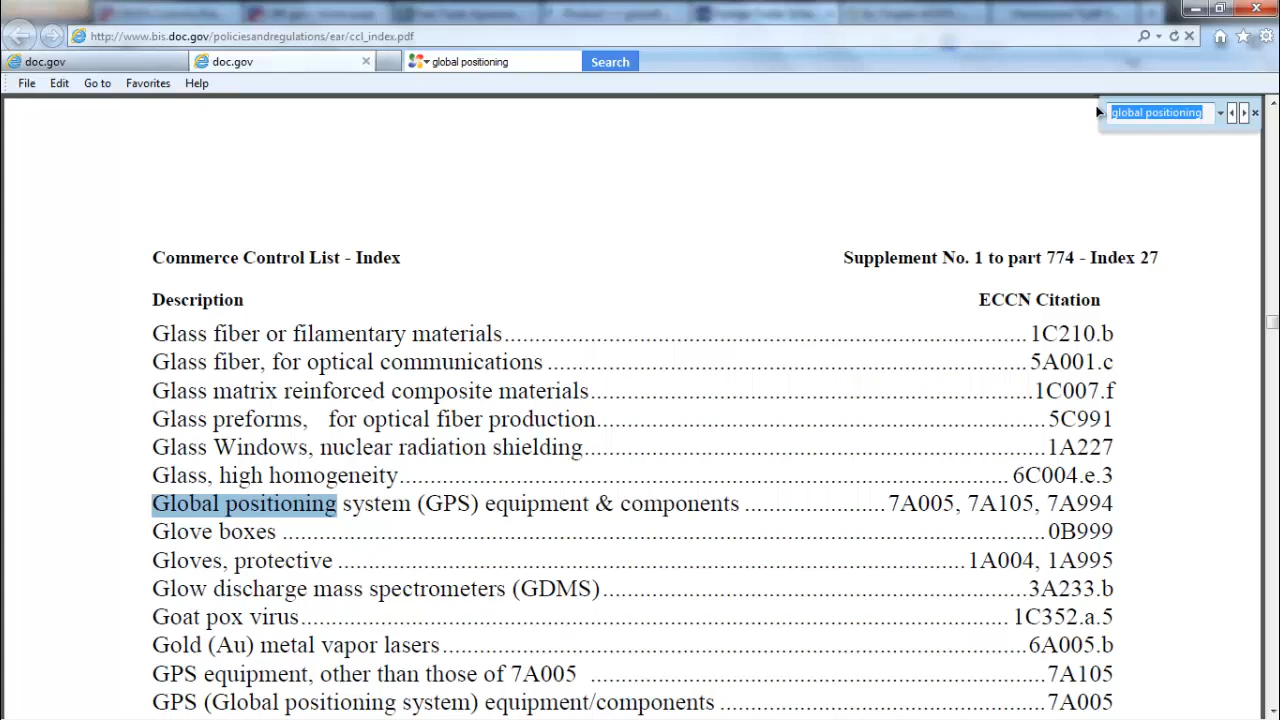 http://www.bis.doc.gov/policiesandregulations/ear/ccl_index.pdf
doc.gov
doc.gov
global positioning
Search
File Edit Go to Favorites Help
global positioning
Commerce Control List - Index Supplement No. 1 to part 774 - Index 27
Description ECCN Citation
Glass fiber or filamentary materials....................1C210.b
Glass fiber, for optical communications ....................5A001.c
Glass matrix reinforced composite materials....................1C007.f
Glass preforms, for optical fiber production....................5C991
Glass Windows, nuclear radiation shielding....................1A227
Glass, high homogeneity....................6C004.e.3
Global positioning system (GPS) equipment & components ....................7A005, 7A105, 7A994
Glove boxes ....................0B999
Gloves, protective ....................1A004, 1A995
Glow discharge mass spectrometers (GDMS)....................3A233.b
Goat pox virus....................1C352.a.5
Gold (Au) metal vapor lasers....................6A005.b
GPS equipment, other than those of 7A005 ....................7A105
GPS (Global positioning system) equipment/components ....................7A005